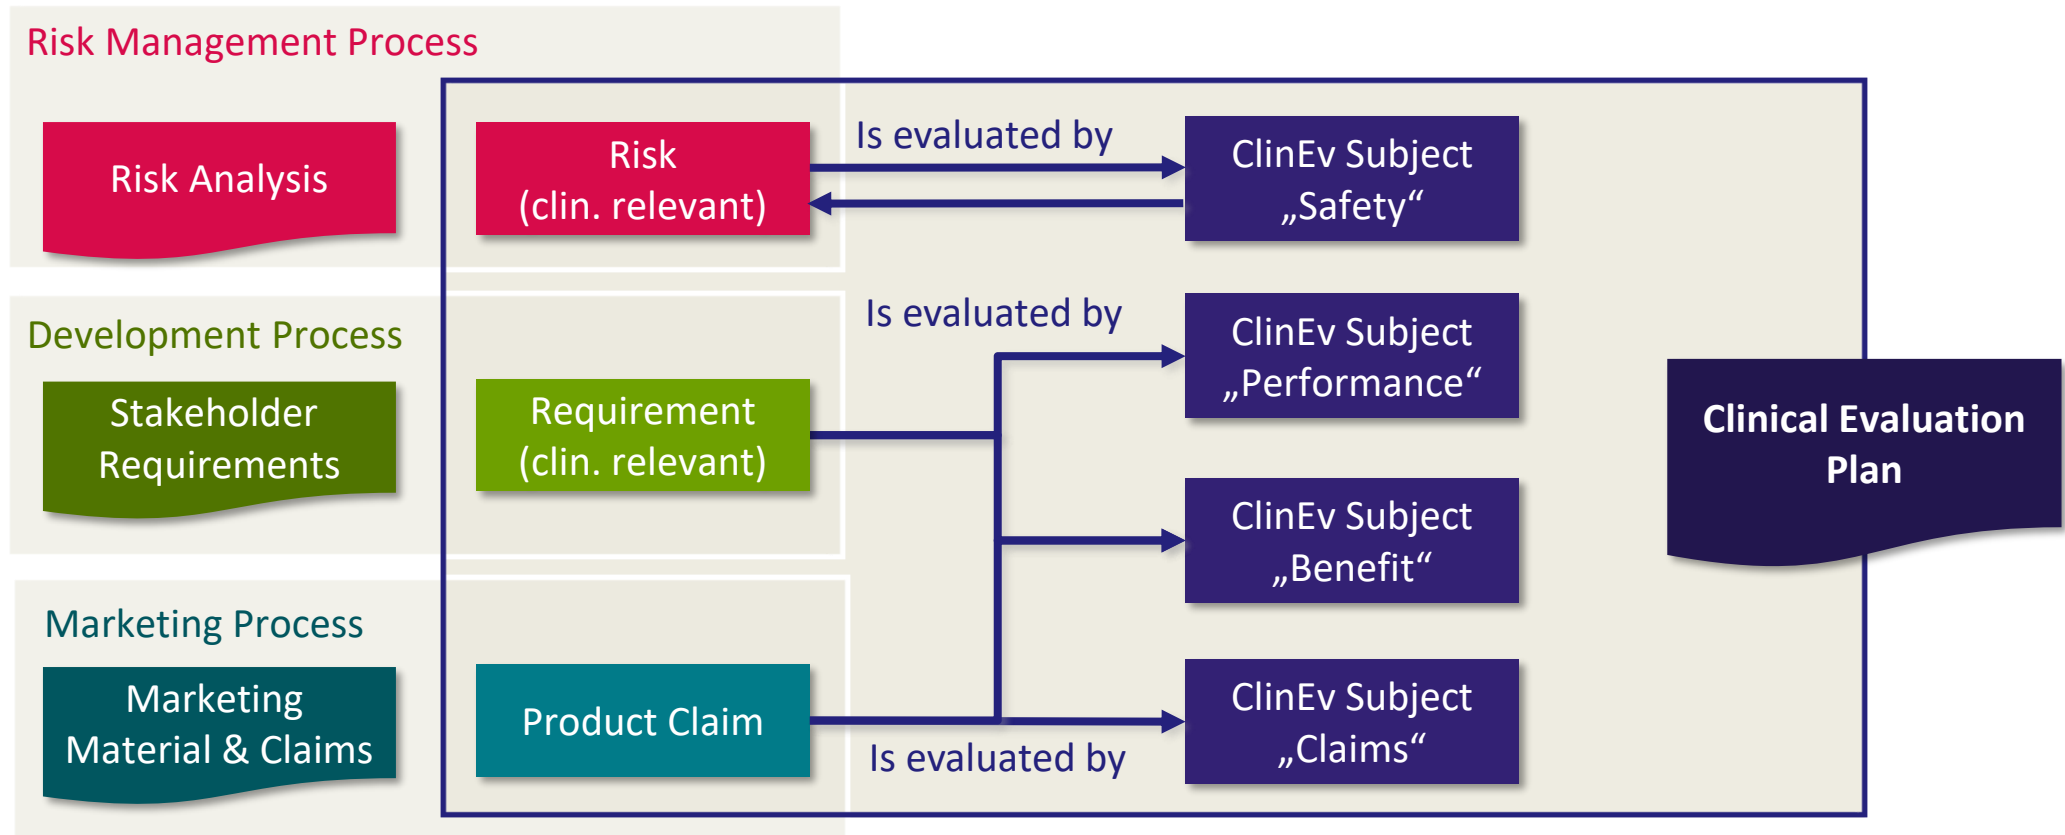 Risk Management Process
Risk Analysis
Risk
(clin. relevant)
Is evaluated by
ClinEv Subject
„Safety“
Development Process
Stakeholder
Requirements
Requirement
(clin. relevant)
Is evaluated by
ClinEv Subject
„Performance“
ClinEv Subject
„Benefit“
Clinical Evaluation
Plan
Marketing Process
Marketing
Material & Claims
Product Claim
Is evaluated by
ClinEv Subject
„Claims“